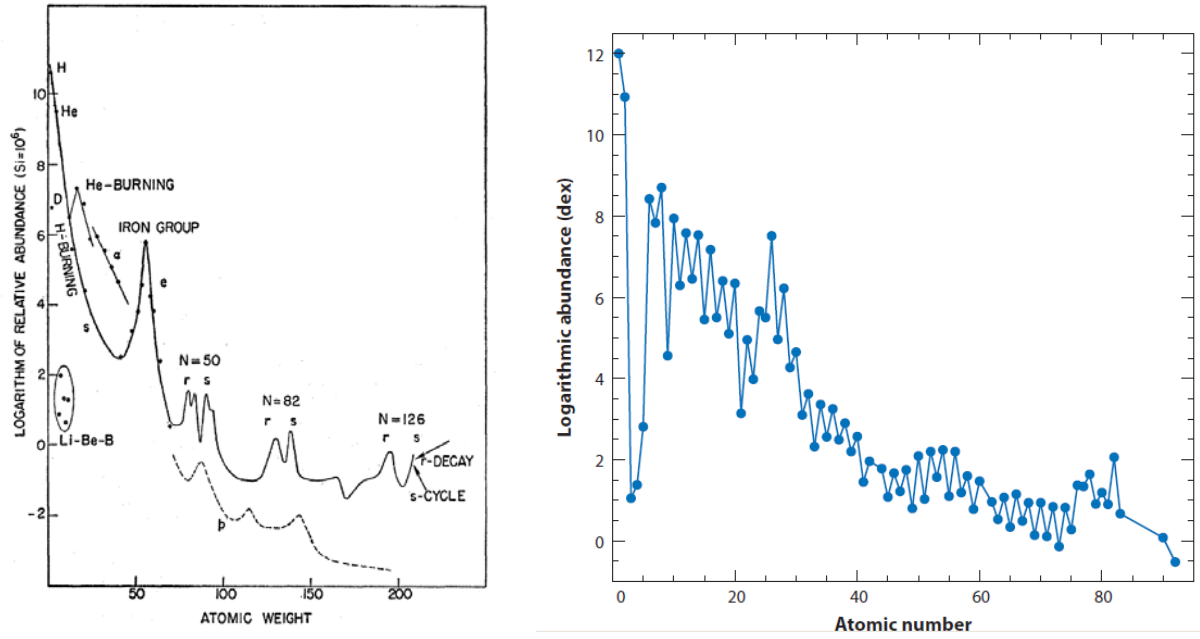 LOGARITHM OF RELATIVE ABUNDANCE (Si=10⁶)
10
8
6
4
2
0
-2
H
He
D
He-BURNING
H-BURNING
IRON GROUP
α
e
s
N=50
r s
N=82
r s
N=126
r s
Li-Be-B
r-DECAY
s-CYCLE
p
50 100 150 200
ATOMIC WEIGHT
Logarithmic abundance (dex)
12
10
8
6
4
2
0
0 20 40 60 80
Atomic number